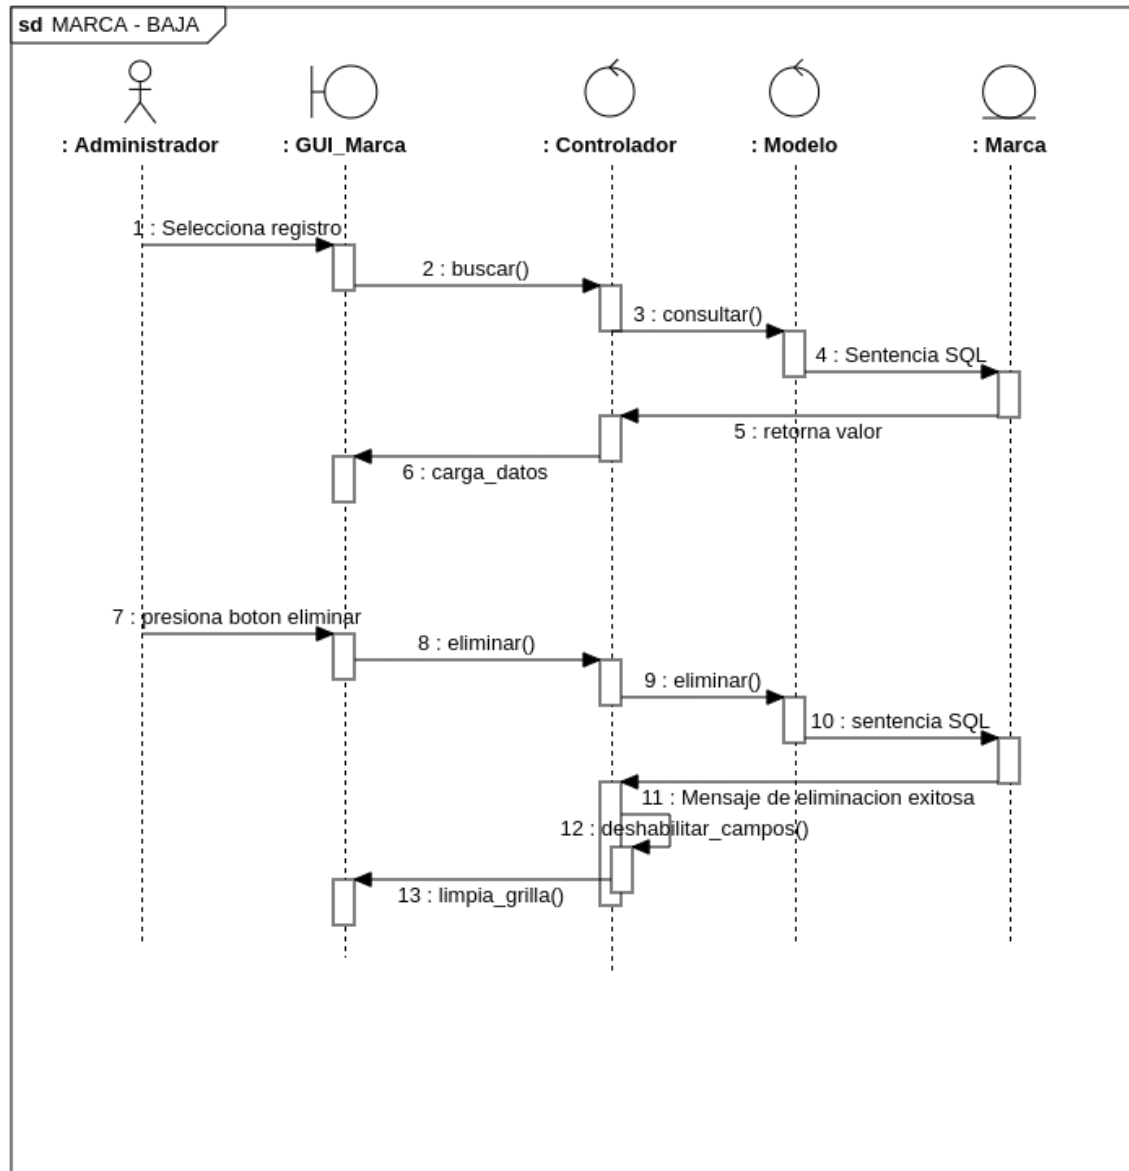 sd MARCA - BAJA
: Administrador
: GUI_Marca
: Controlador
: Modelo
: Marca
1 : Selecciona registro
2 : buscar()
3 : consultar()
4 : Sentencia SQL
5 : retorna valor
6 : carga_datos
7 : presiona boton eliminar
8 : eliminar()
9 : eliminar()
10 : sentencia SQL
11 : Mensaje de eliminacion exitosa
12 : deshabilitar_campos()
13 : limpia_grilla()